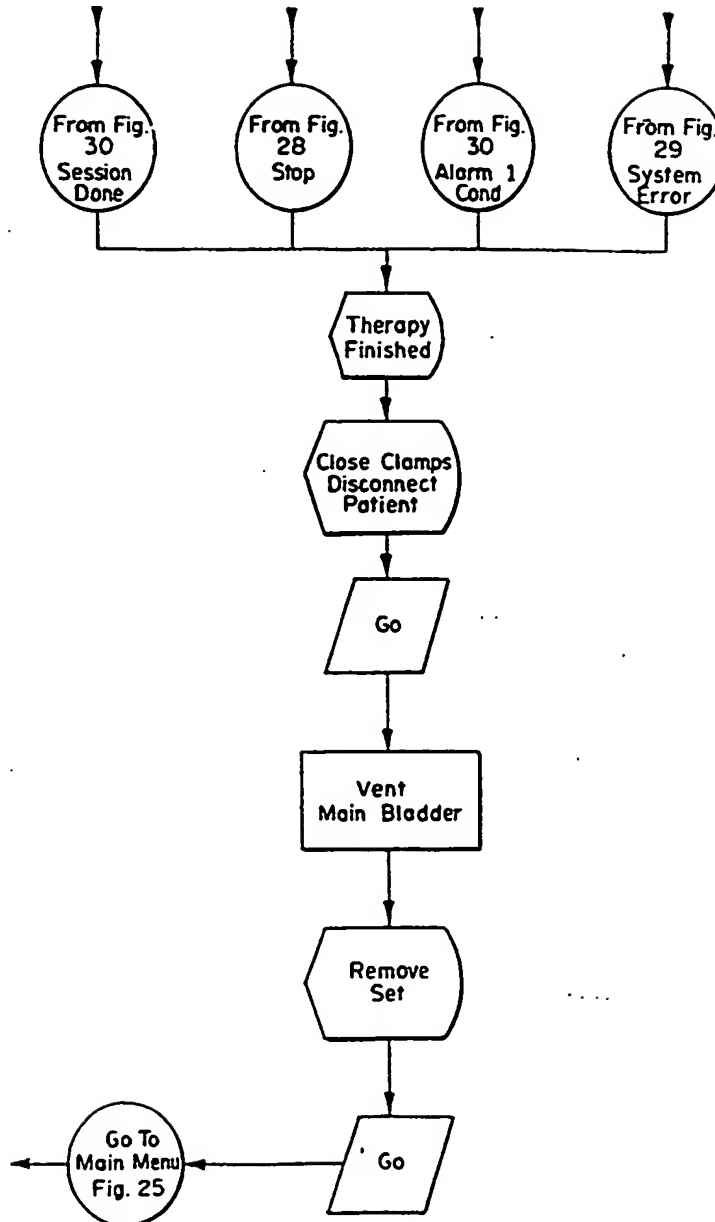 From Fig.
30
Session
Done
From Fig.
28
Stop
From Fig.
30
Alarm 1
Cond
From Fig.
29
System
Error
Therapy
Finished
Close Clamps
Disconnect
Patient
Go
Vent
Main Bladder
Remove
Set
Go
Go To
Main Menu
Fig. 25